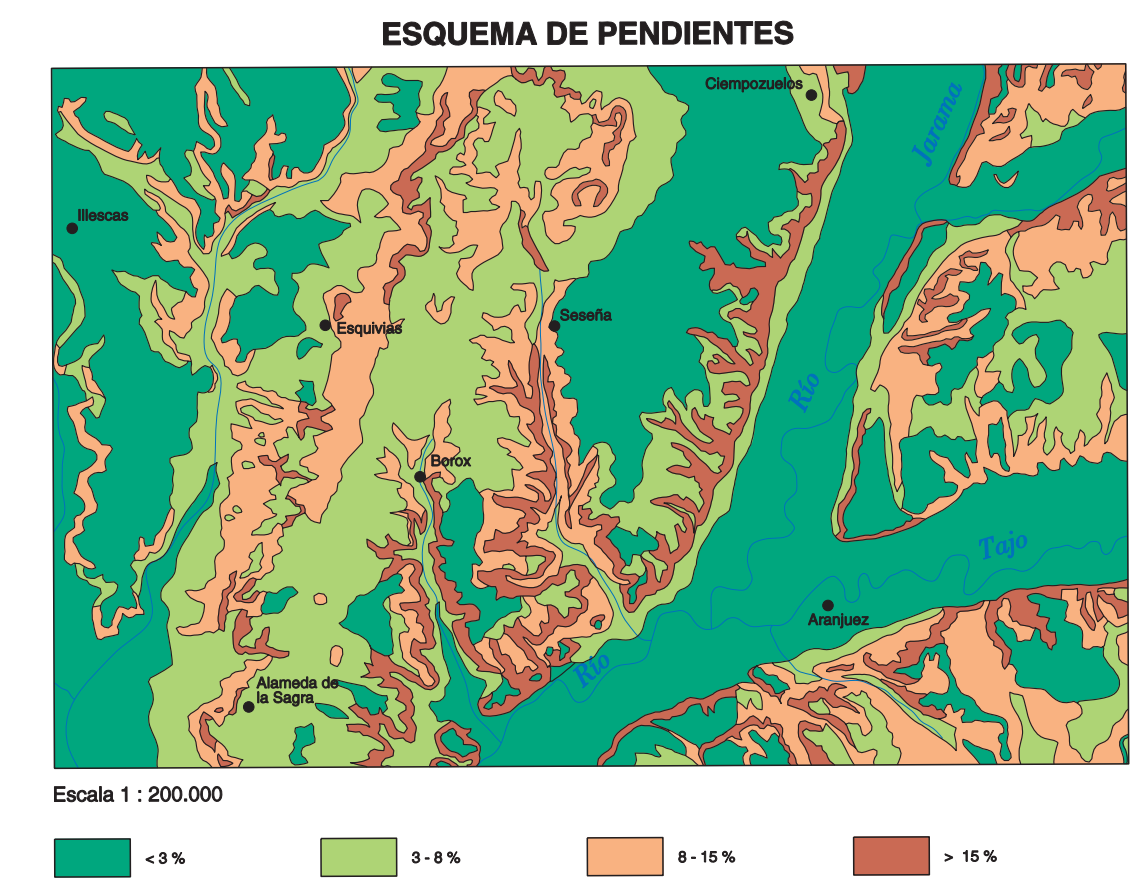 ESQUEMA DE PENDIENTES
Ciempozuelos
Jarama
Illescas
Seseña
Esquivias
Río
Borox
Tajo
Aranjuez
Río
Alameda de
la Sagra
Escala 1 : 200.000
< 3 %
3 - 8 %
8 - 15 %
> 15 %